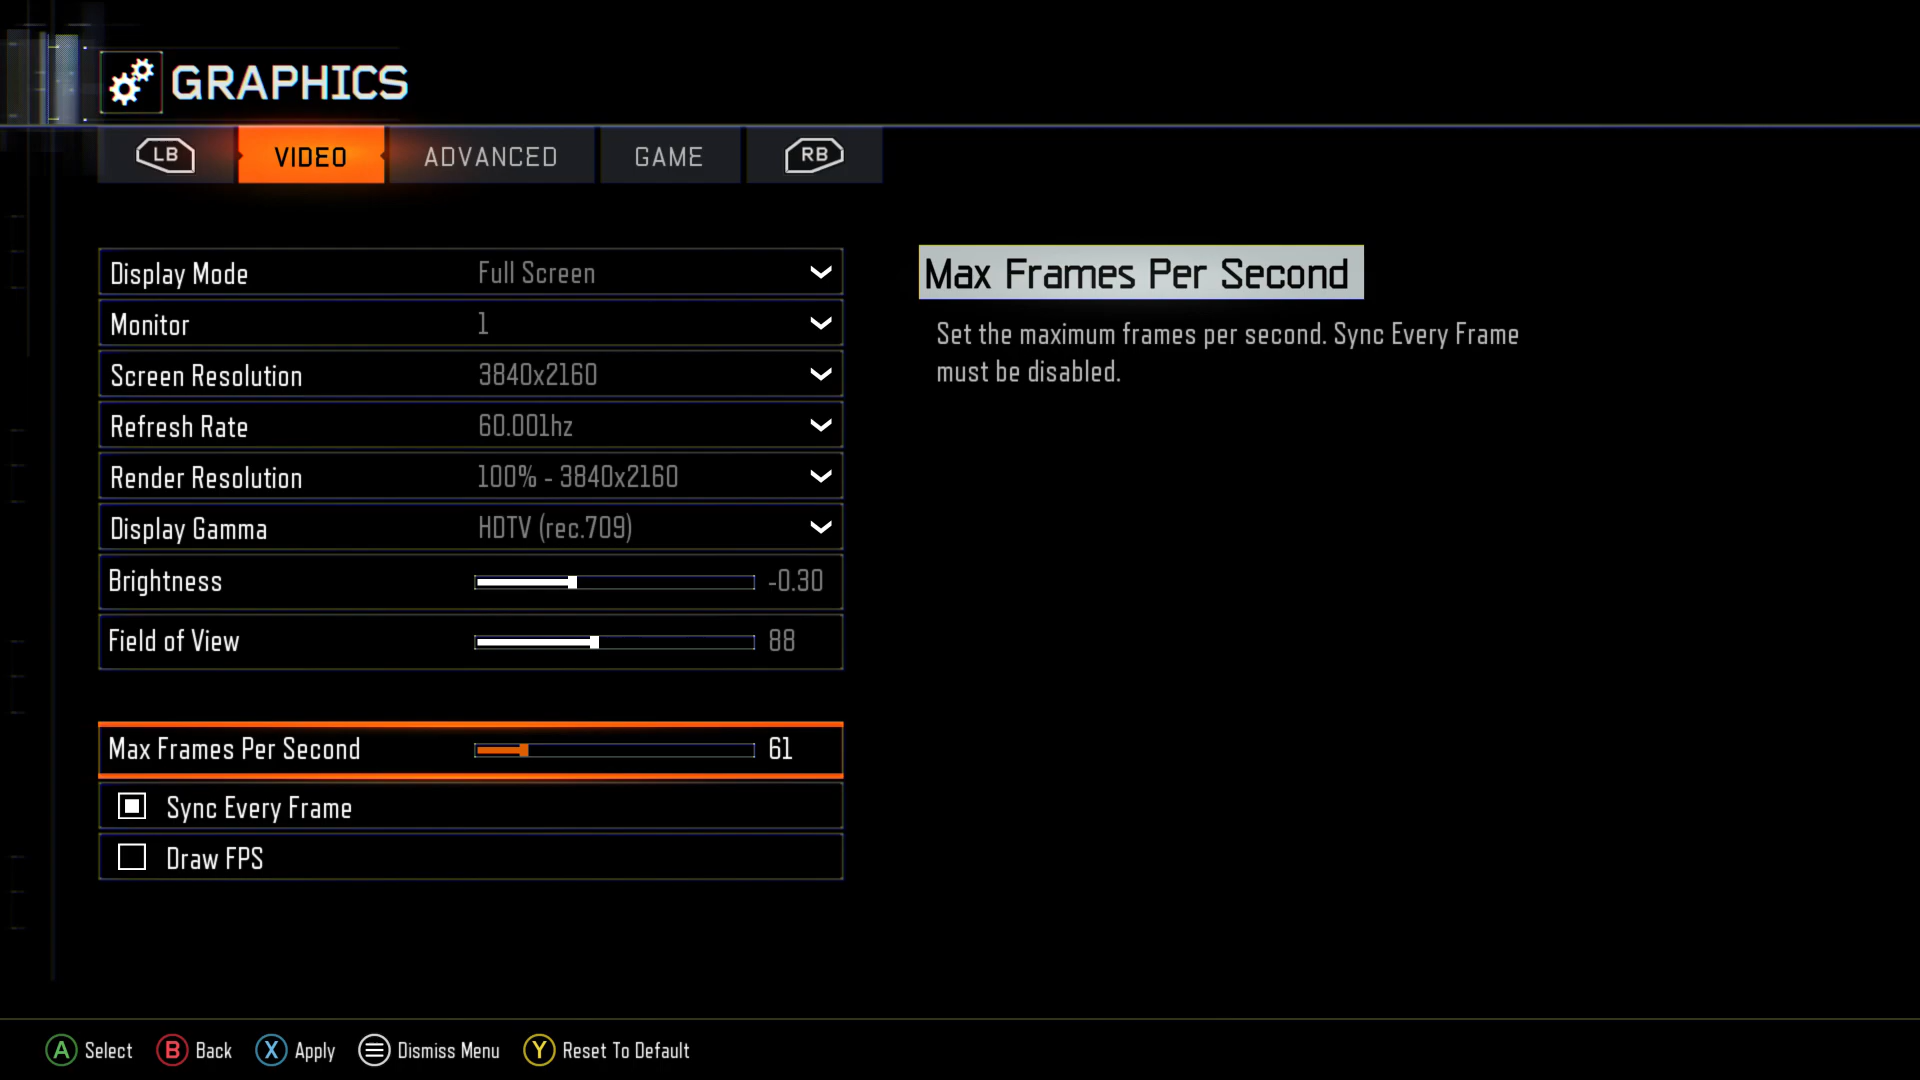 GRAPHICS
LB VIDEO ADVANCED GAME RB
Display Mode Full Screen
Monitor 1
Screen Resolution 3840x2160
Refresh Rate 60.001hz
Render Resolution 100% - 3840x2160
Display Gamma HDTV (rec.709)
Brightness -0.30
Field of View 88
Max Frames Per Second 61
Sync Every Frame
Draw FPS
Max Frames Per Second
Set the maximum frames per second. Sync Every Frame
must be disabled.
A Select B Back X Apply Dismiss Menu Y Reset To Default